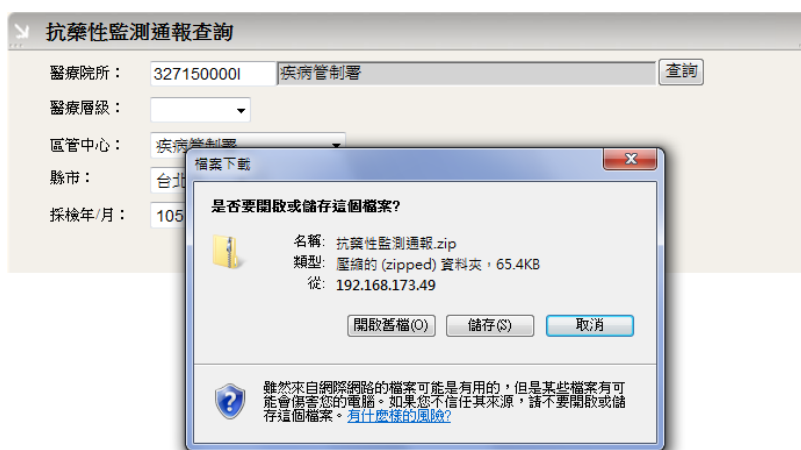 抗藥性監測通報查詢
醫療院所： 327150000I 疾病管制署 查詢
醫療層級：
區管中心： 疾病管制署
縣市： 台北
採檢年/月： 105
檔案下載
是否要開啟或儲存這個檔案?
名稱: 抗藥性監測通報.zip
類型: 壓縮的 (zipped) 資料夾，65.4KB
從: 192.168.173.49
開啟舊檔(O) 儲存(S) 取消
雖然來自網際網路的檔案可能是有用的，但是某些檔案有可
能會傷害您的電腦。如果您不信任其來源，請不要開啟或儲
存這個檔案。有什麼樣的風險?